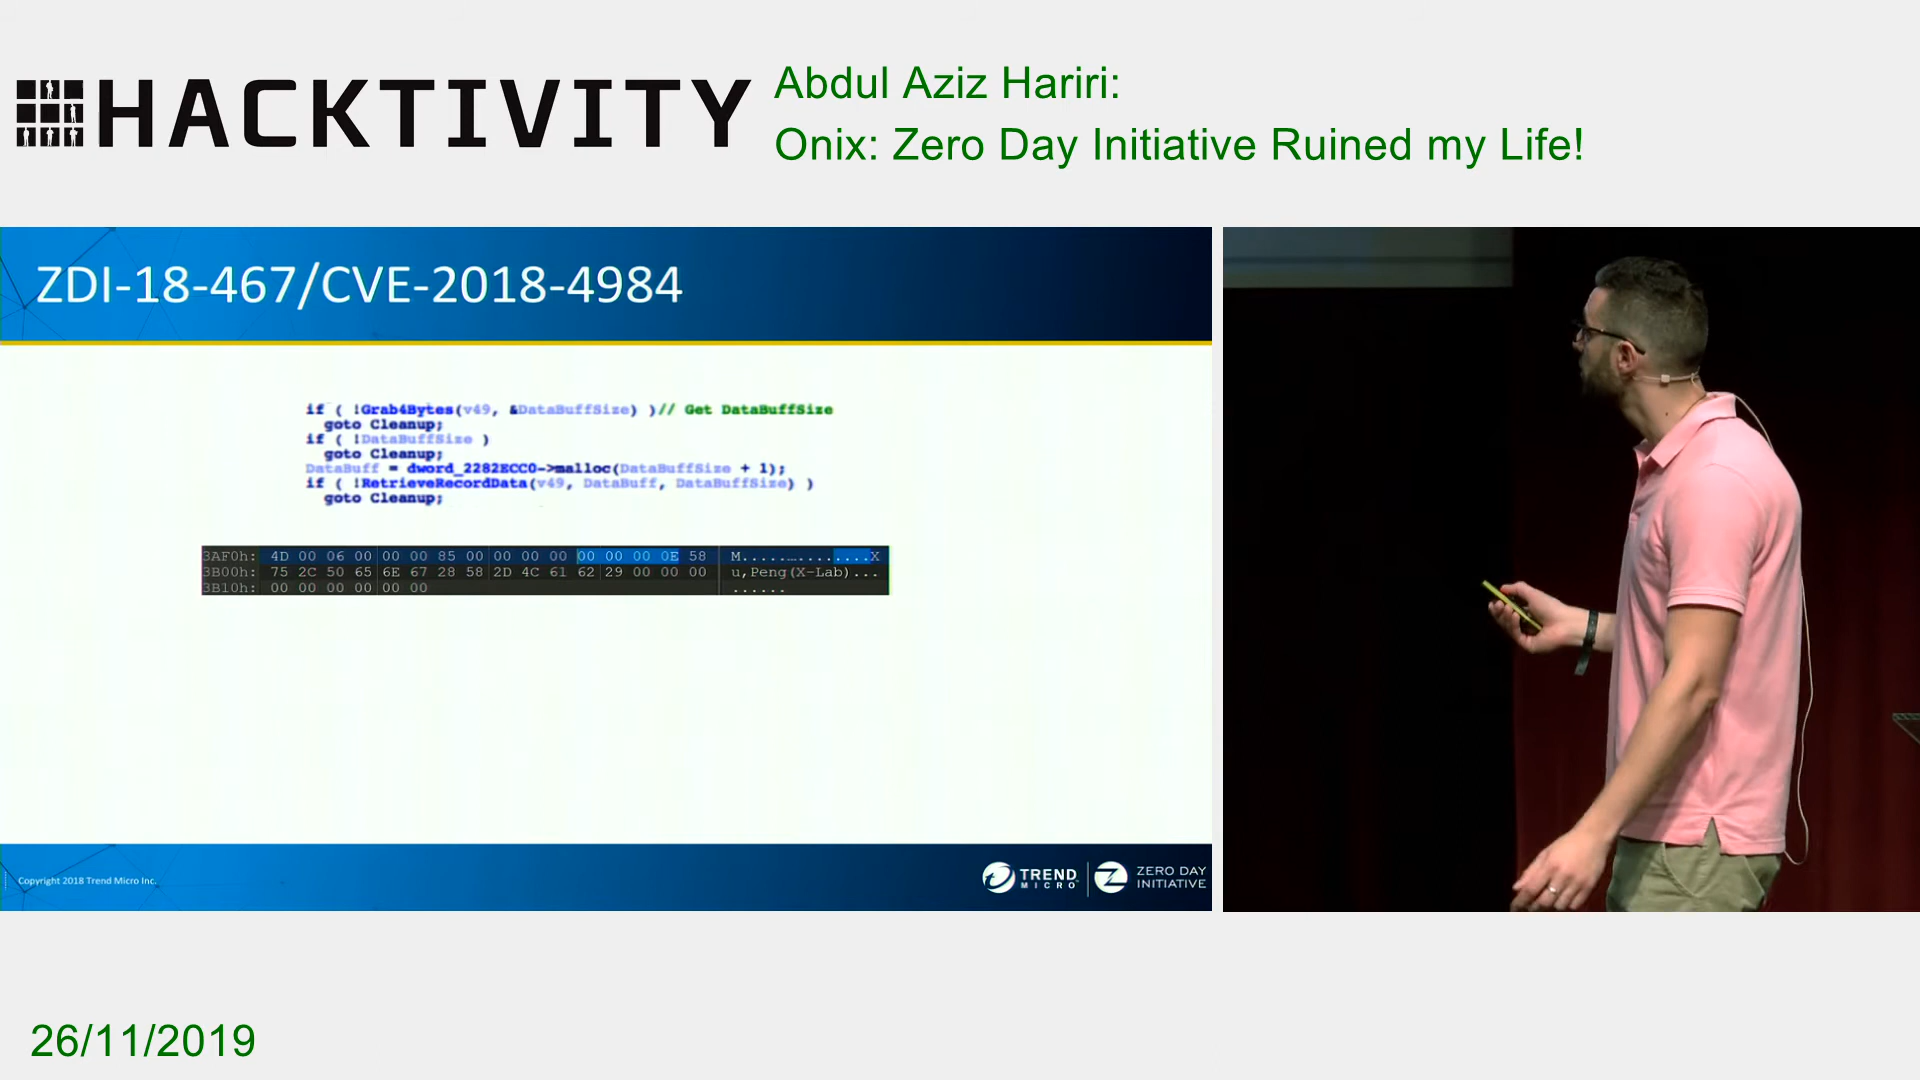 HACKTIVITY
Abdul Aziz Hariri:
Onix: Zero Day Initiative Ruined my Life!
ZDI-18-467/CVE-2018-4984
if ( !Grab4Bytes(v49, &DataBuffSize) )// Get DataBuffSize
goto Cleanup;
if ( !DataBuffSize )
goto Cleanup;
DataBuff = dword_2282ECC0->malloc(DataBuffSize + 1);
if ( !RetrieveRecordData(v49, DataBuff, DataBuffSize) )
goto Cleanup;
3AF0h: 4D 00 06 00 00 00 85 00 00 00 00 00 00 00 0E 58 M..............X
3B00h: 75 2C 50 65 6E 67 28 58 2D 4C 61 62 29 00 00 00 u,Peng(X-Lab)...
3B10h: 00 00 00 00 00 00 ......
Copyright 2018 Trend Micro Inc.
TREND MICRO
ZERO DAY INITIATIVE
26/11/2019